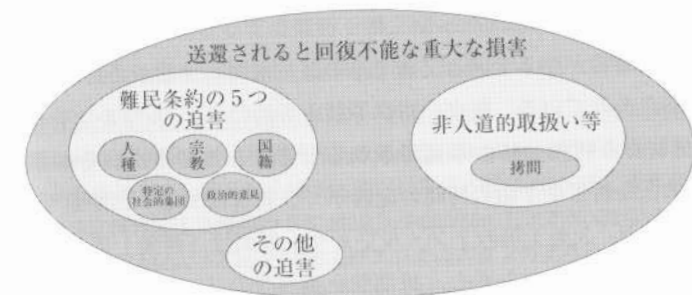 送還されると回復不能な重大な損害
難民条約の5つ
の迫害
人
種
宗
教
国
籍
特定の
社会的集団
政治的意見
非人道的取扱い等
拷問
その他
の迫害